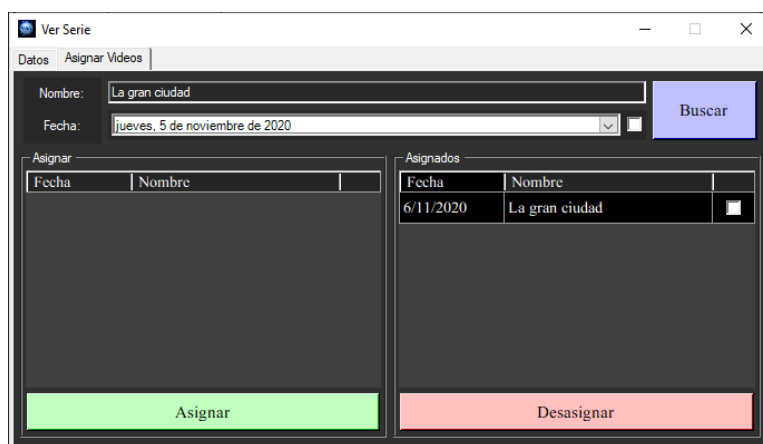 Ver Serie
Datos Asignar Videos
Nombre: La gran ciudad
Fecha: jueves, 5 de noviembre de 2020
Buscar
Asignar
Fecha Nombre
Asignar
Asignados
Fecha Nombre
6/11/2020 La gran ciudad
Desasignar